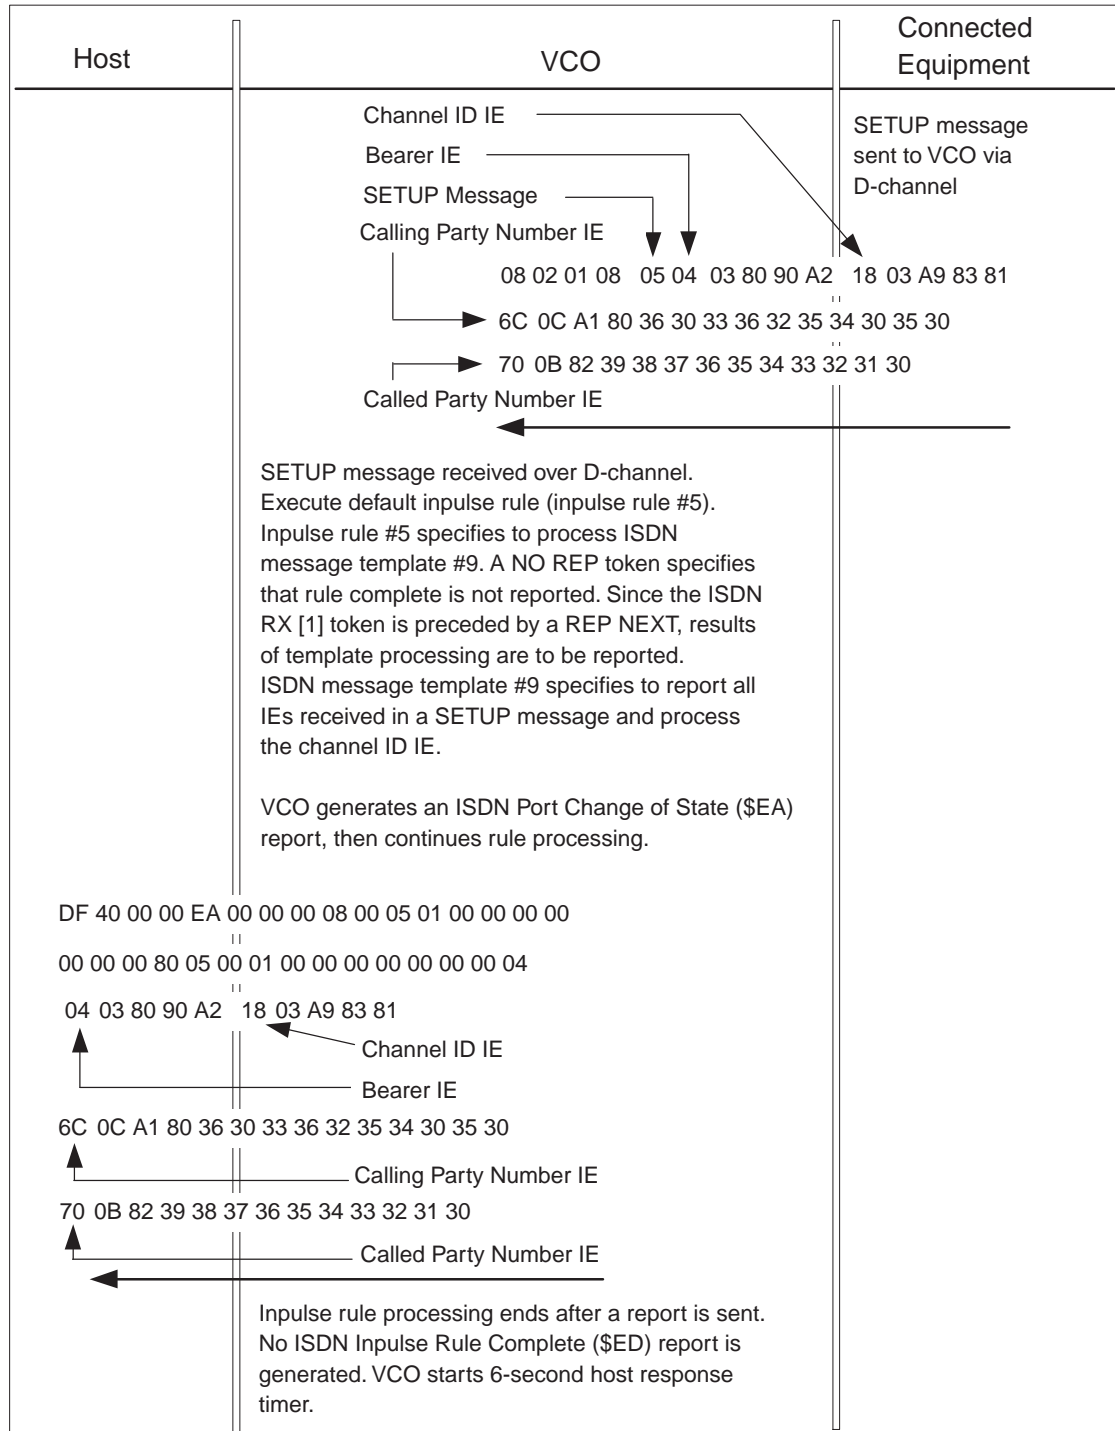 Host
VCO
Connected
Equipment
Channel ID IE
Bearer IE
SETUP Message
Calling Party Number IE
SETUP message
sent to VCO via
D-channel
08 02 01 08 05 04 03 80 90 A2 18 03 A9 83 81
6C 0C A1 80 36 30 33 36 32 35 34 30 35 30
70 0B 82 39 38 37 36 35 34 33 32 31 30
Called Party Number IE
SETUP message received over D-channel.
Execute default inpulse rule (inpulse rule #5).
Inpulse rule #5 specifies to process ISDN
message template #9. A NO REP token specifies
that rule complete is not reported. Since the ISDN
RX [1] token is preceded by a REP NEXT, results
of template processing are to be reported.
ISDN message template #9 specifies to report all
IEs received in a SETUP message and process
the channel ID IE.
VCO generates an ISDN Port Change of State ($EA)
report, then continues rule processing.
DF 40 00 00 EA 00 00 00 08 00 05 01 00 00 00 00
00 00 00 80 05 00 01 00 00 00 00 00 00 00 04
04 03 80 90 A2 18 03 A9 83 81
Channel ID IE
Bearer IE
6C 0C A1 80 36 30 33 36 32 35 34 30 35 30
Calling Party Number IE
70 0B 82 39 38 37 36 35 34 33 32 31 30
Called Party Number IE
Inpulse rule processing ends after a report is sent.
No ISDN Inpulse Rule Complete ($ED) report is
generated. VCO starts 6-second host response
timer.